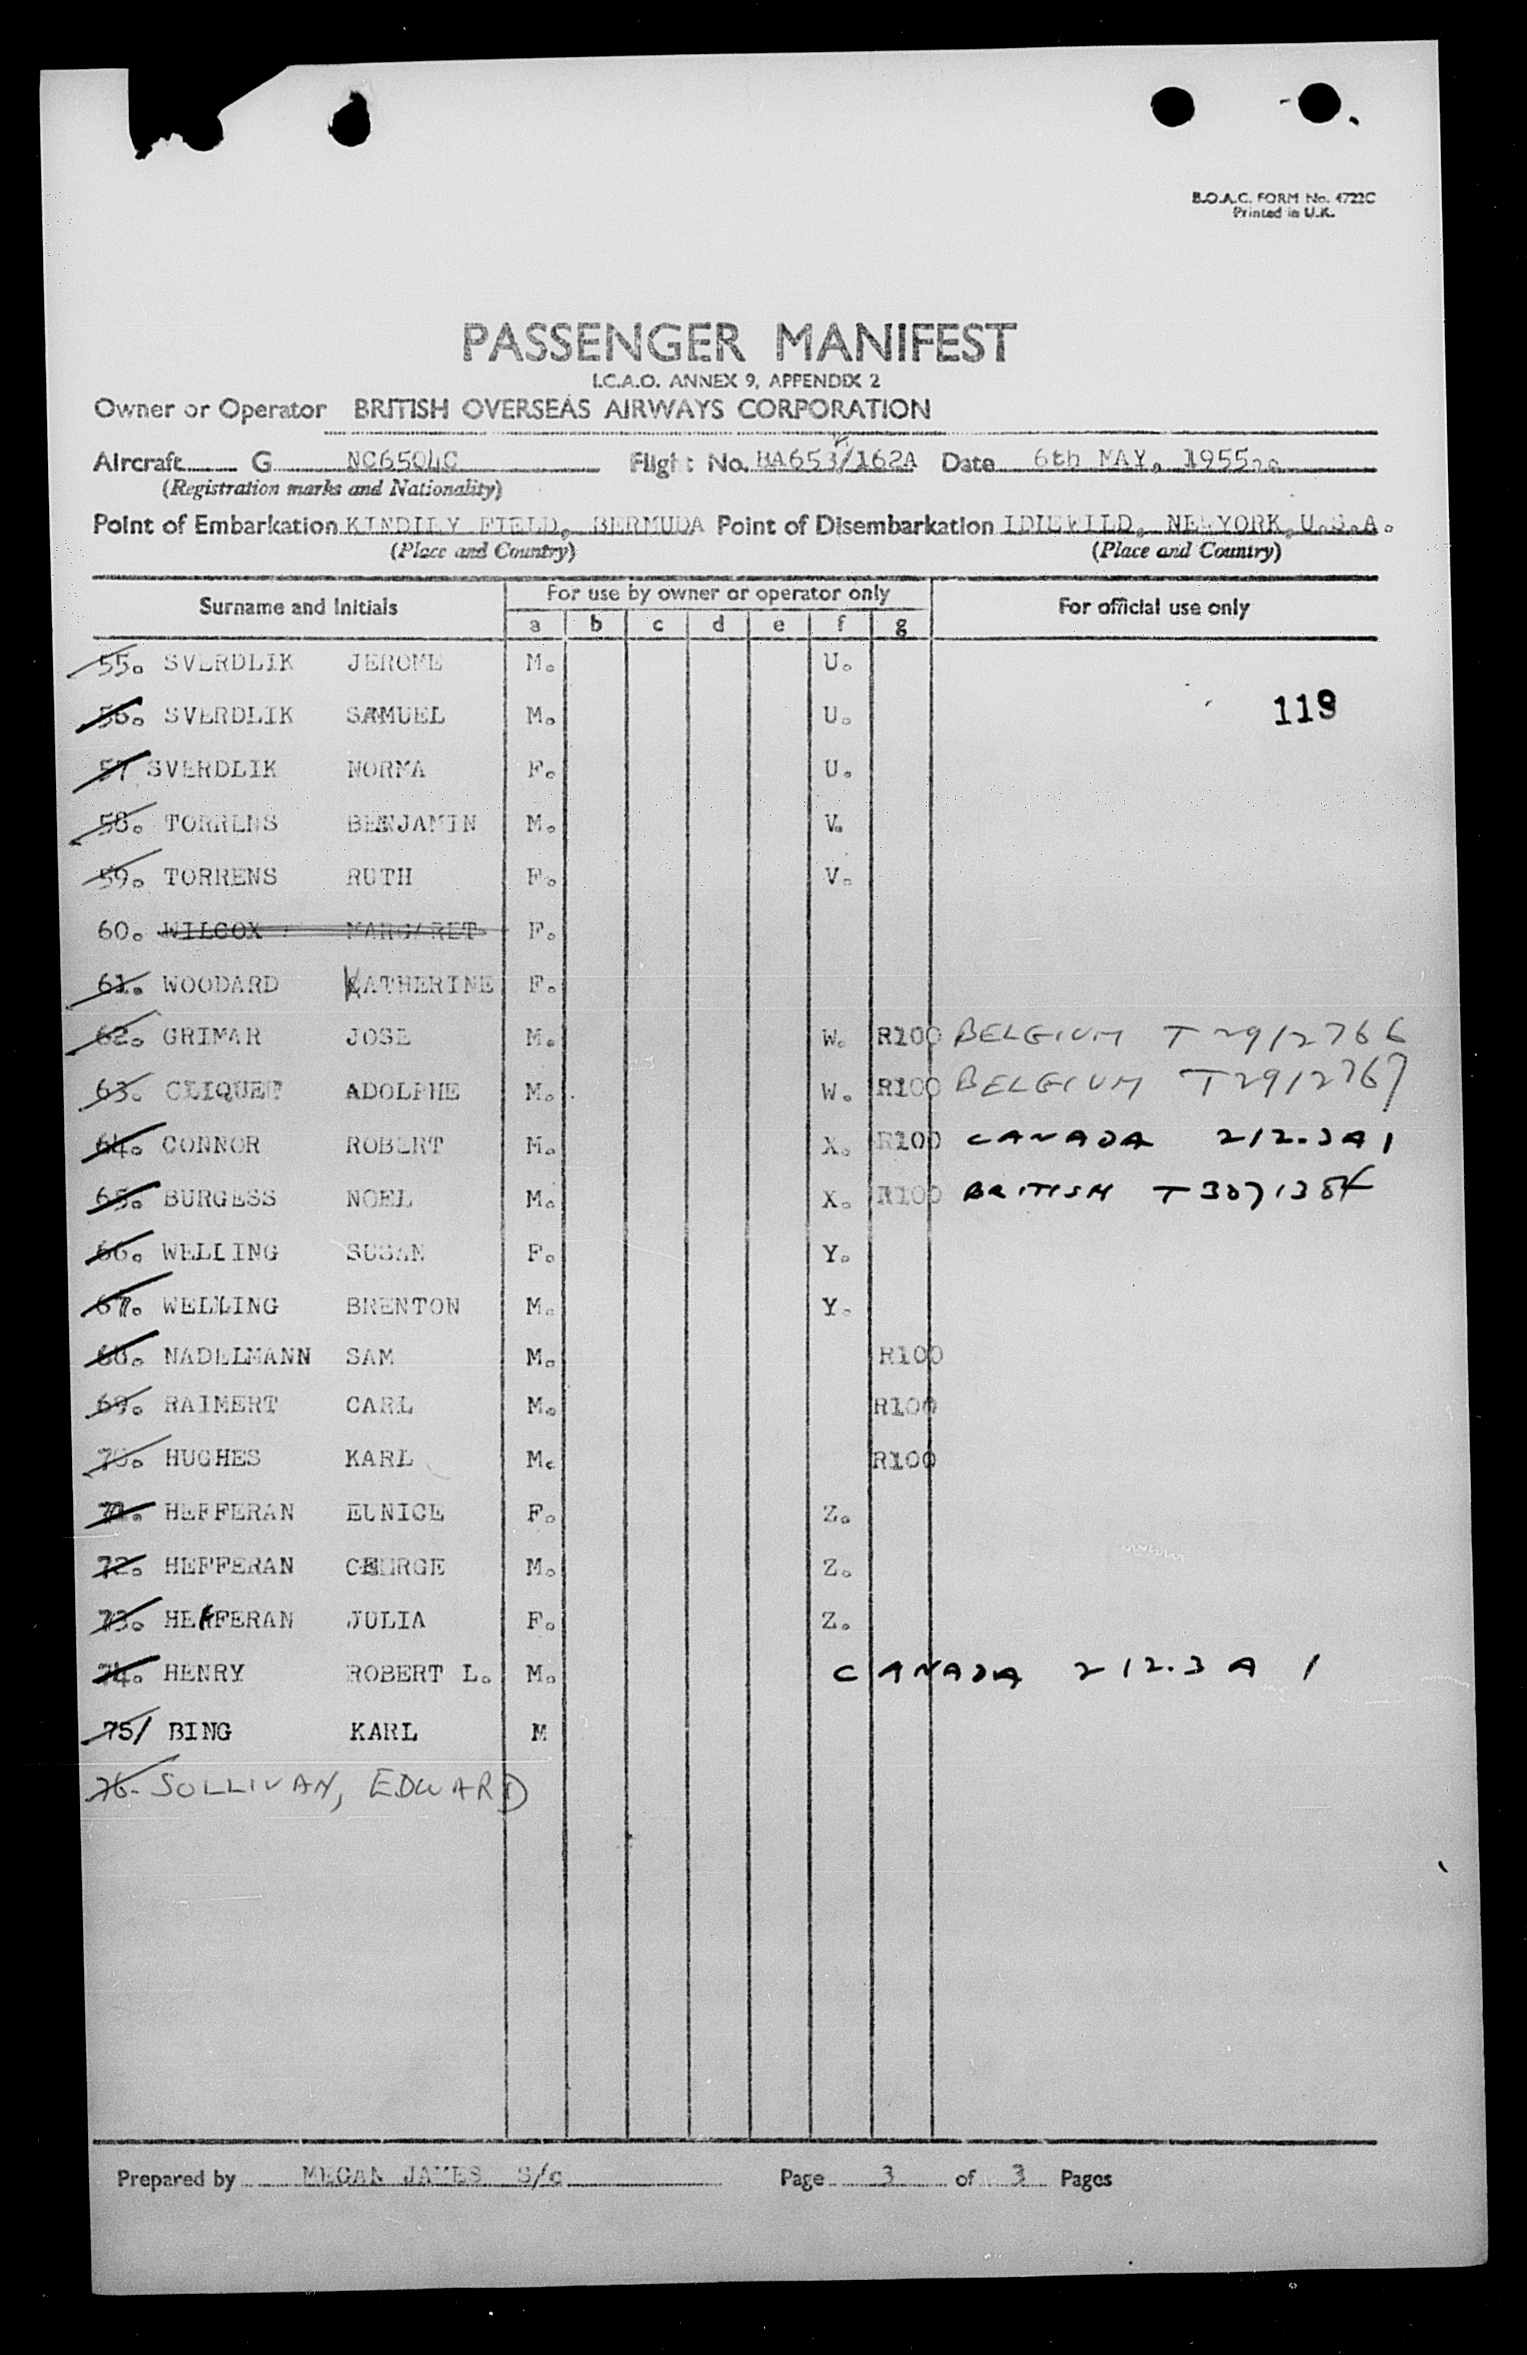 B.O.A.C. FORM No. 4722C
Printed in U.K.
PASSENGER MANIFEST
I.C.A.O. ANNEX 9, APPENDIX 2
Owner or Operator BRITISH OVERSEAS AIRWAYS CORPORATION
Aircraft G NC6504C Flight No. BA653/162A Date 6th MAY. 1955
(Registration marks and Nationality)
Point of Embarkation KINDLEY FIELD, BERMUDA Point of Disembarkation IDLEWILD, NEWYORK, U.S.A.
(Place and Country) (Place and Country)
Surname and Initials For use by owner or operator only For official use only
a b c d e f g
55. SVERDLIK JEROME M. U.
56. SVERDLIK SAMUEL M. U. 119
57 SVERDLIK NORMA F. U.
58. TORRENS BENJAMIN M. V.
59. TORRENS RUTH F. V.
60. WILCOX MARGARET F.
61. WOODARD KATHERINE F.
62. GRIMAR JOSE M. W. R100 BELGIUM T2912766
63. CLIQUET ADOLPHE M. W. R100 BELGIUM T2912767
64. CONNOR ROBERT M. X. R100 CANADA 212.3A1
65. BURGESS NOEL M. X. R100 BRITISH T307138
66. WELLING SUSAN F. Y.
67. WELLING BRENTON M. Y.
68. NADELMANN SAM M. R100
69. RAIMERT CARL M. R100
70. HUGHES KARL M. R100
71. HEFFERAN EUNICE F. Z.
72. HEFFERAN GEORGE M. Z.
73. HEFFERAN JULIA F. Z.
74. HENRY ROBERT L. M. CANADA 212.3A1
75/ BING KARL M
76- SULLIVAN, EDWARD
Prepared by MEGAN JAMES S/c Page 3 of 3 Pages